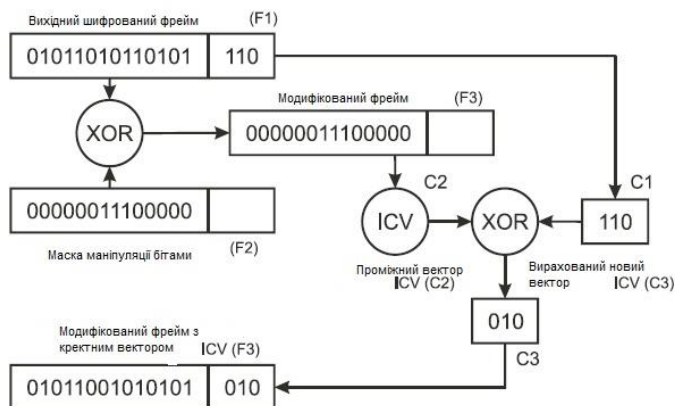 Вихідний шифрований фрейм
(F1)
01011010110101
110
Модифікований фрейм
(F3)
XOR
00000011100000
00000011100000
(F2)
Маска маніпуляції бітами
C2
C1
ICV
XOR
110
Проміжний вектор
ICV (C2)
Вирахований новий
вектор
ICV (C3)
010
C3
Модифікований фрейм з
кректним вектором
ICV (F3)
01011001010101
010